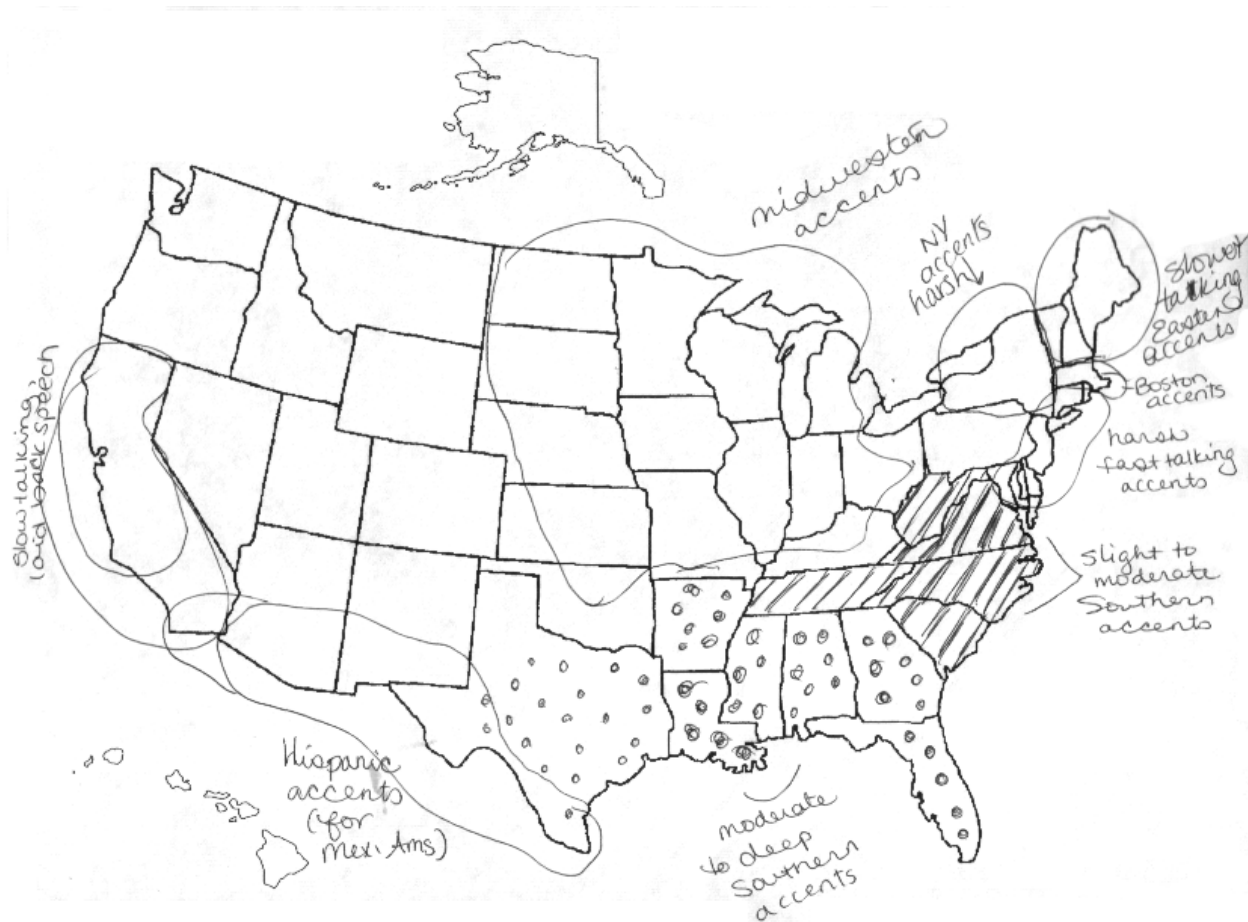 midwestern
accents
NY
accents
harsh
slower
talking
Eastern
accents
Boston
accents
harsh
fast talking
accents
slight to
moderate
Southern
accents
Slow talking,
laid back speech
Hispanic
accents
(for
Mexi. Ams)
moderate
to deep
Southern
accents